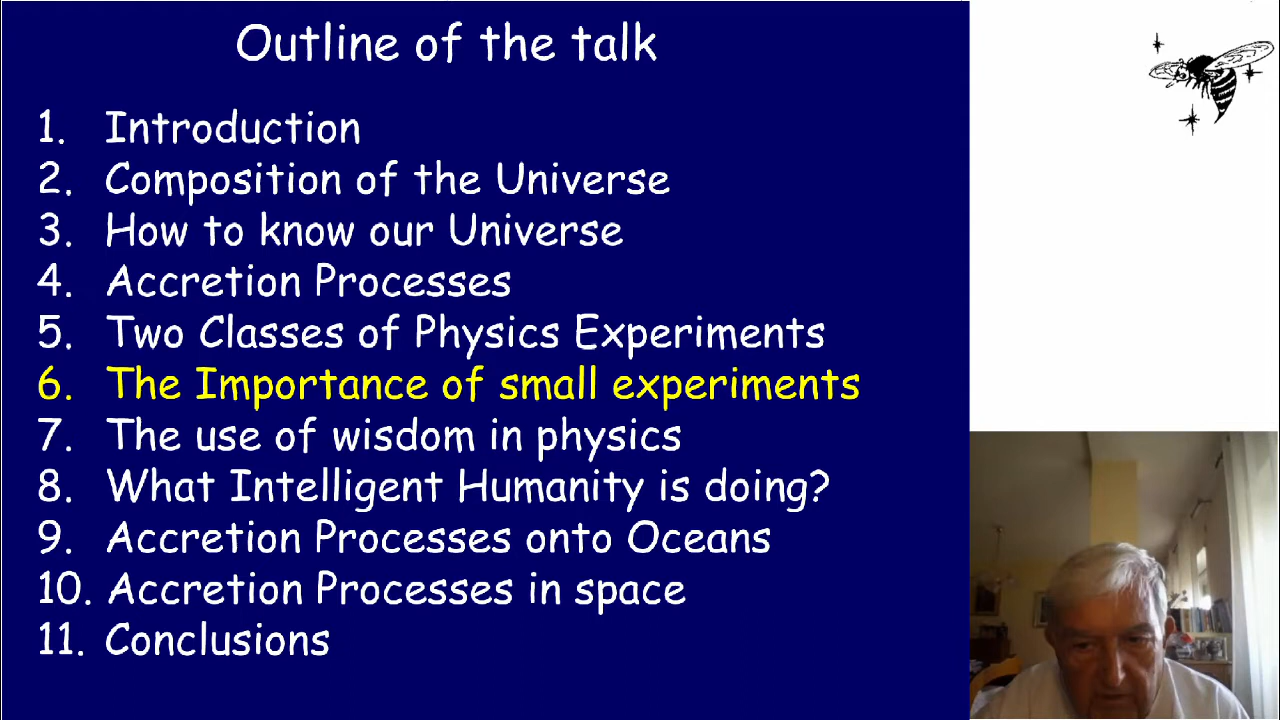 Outline of the talk
1. Introduction
2. Composition of the Universe
3. How to know our Universe
4. Accretion Processes
5. Two Classes of Physics Experiments
6. The Importance of small experiments
7. The use of wisdom in physics
8. What Intelligent Humanity is doing?
9. Accretion Processes onto Oceans
10. Accretion Processes in space
11. Conclusions